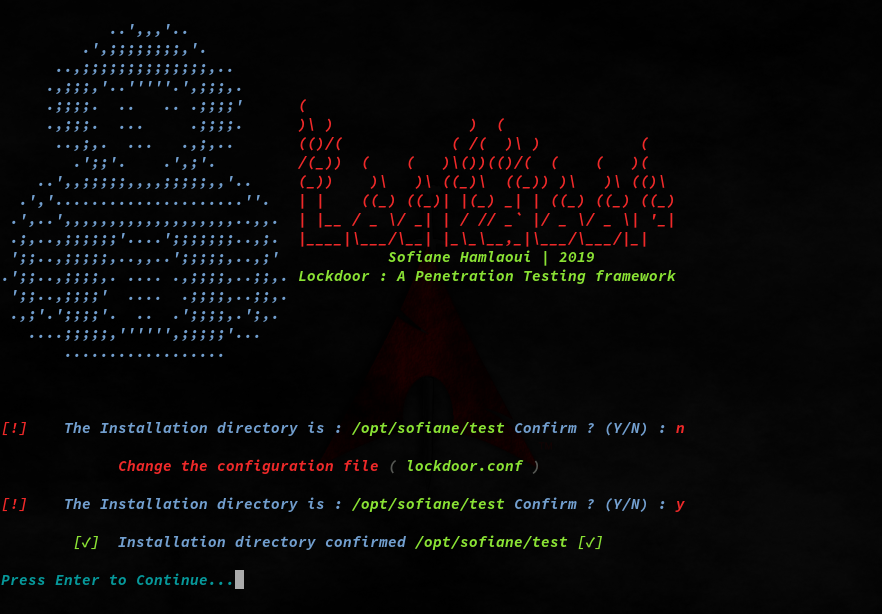 Sofiane Hamlaoui | 2019
Lockdoor : A Penetration Testing framework
[!] The Installation directory is : /opt/sofiane/test Confirm ? (Y/N) : n
Change the configuration file ( lockdoor.conf )
[!] The Installation directory is : /opt/sofiane/test Confirm ? (Y/N) : y
[✓] Installation directory confirmed /opt/sofiane/test [✓]
Press Enter to Continue...